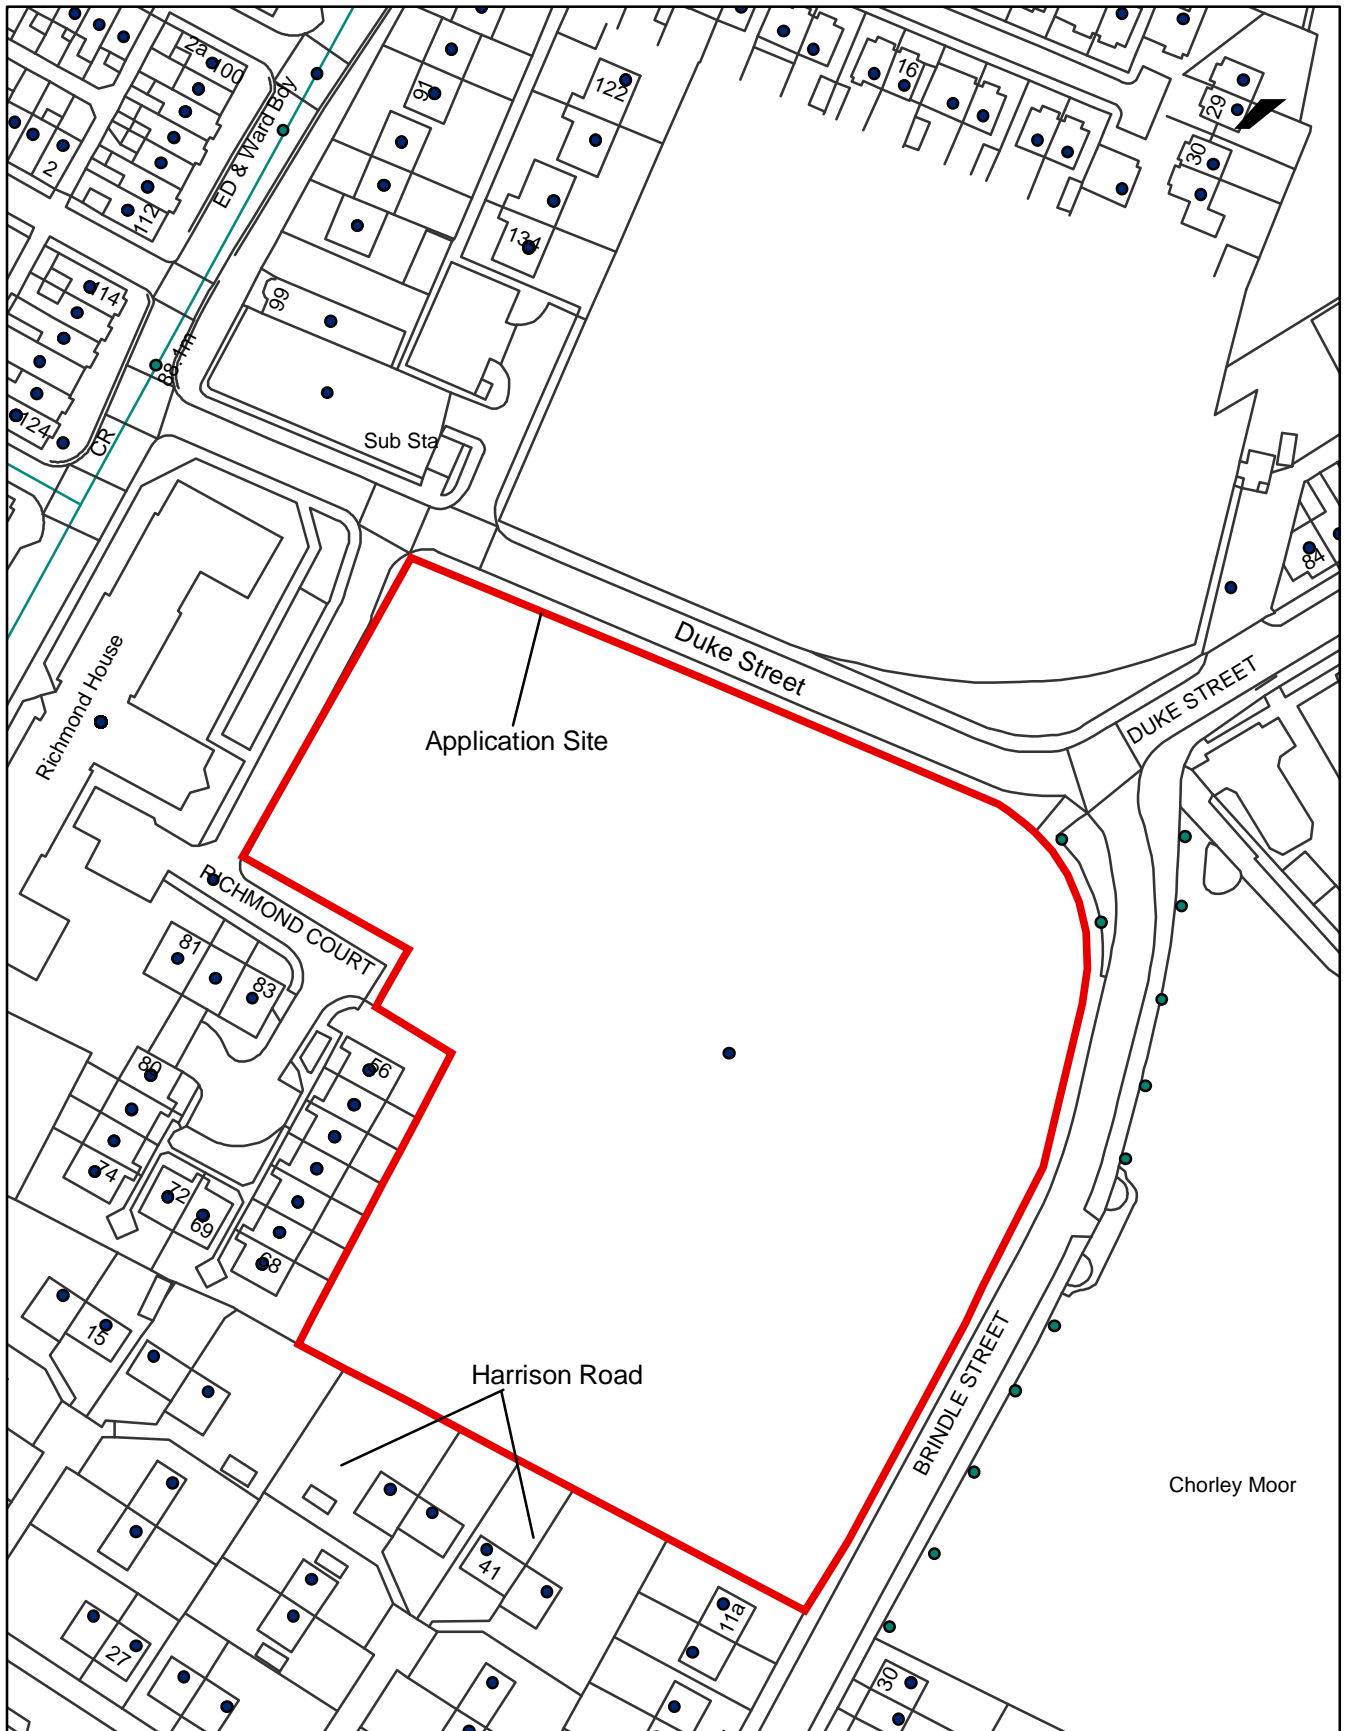 2a
100
91
122
16
29
30
2
112
ED & Ward Bdy
134
114
99
88.1m
124
CR
Sub Sta
84
Duke Street
DUKE STREET
Richmond House
Application Site
RICHMOND COURT
81
83
56
80
74
72
69
68
15
Harrison Road
BRINDLE STREET
Chorley Moor
41
11a
27
30